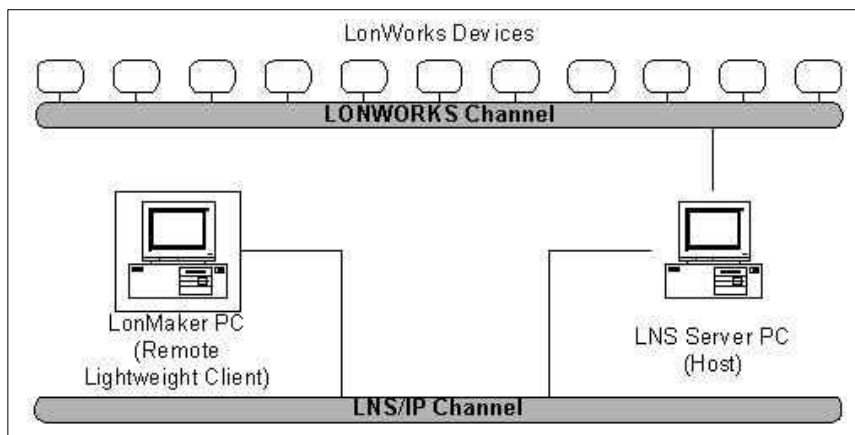 LonWorks Devices
LONWORKS Channel
LonMaker PC
(Remote
Lightweight Client)
LNS Server PC
(Host)
LNS/IP Channel